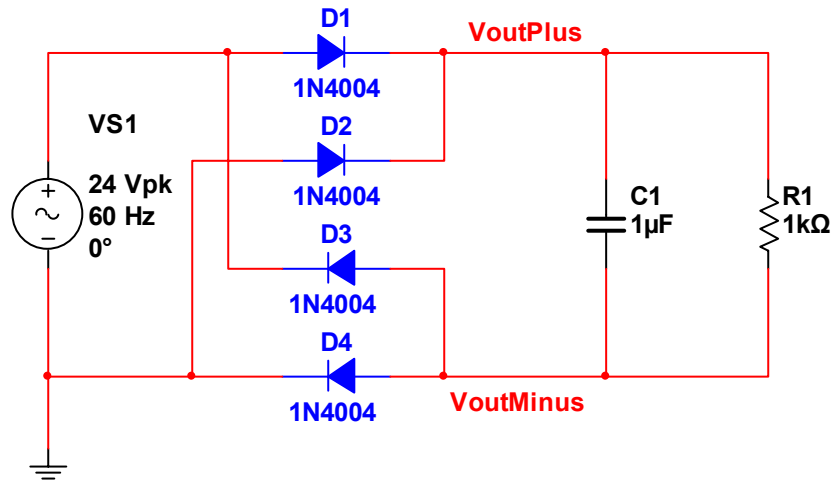 D1
VoutPlus
1N4004
VS1
D2
24 Vpk
60 Hz
0°
1N4004
C1
1µF
R1
1kΩ
D3
1N4004
D4
VoutMinus
1N4004